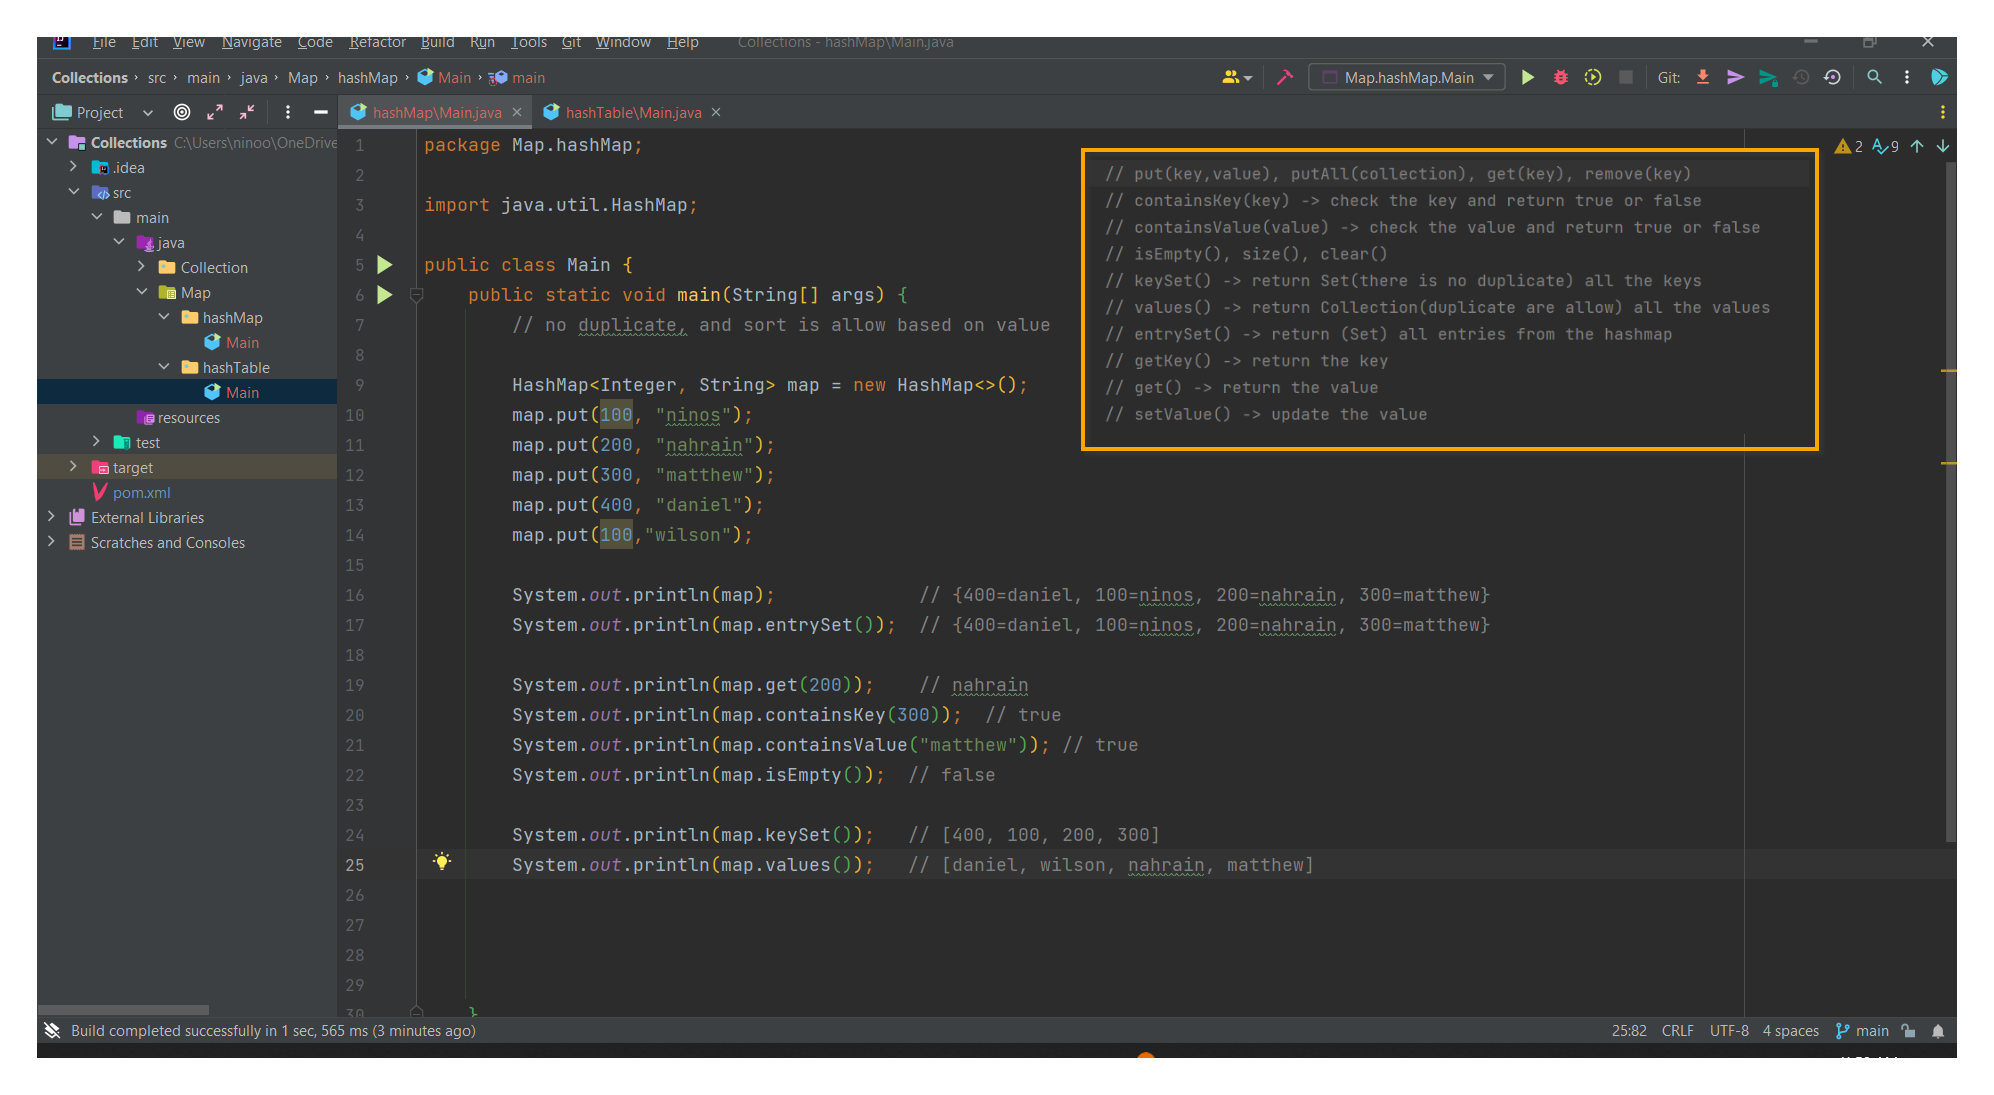 File Edit View Navigate Code Refactor Build Run Tools Git Window Help Collections - hashMap\Main.java
Collections › src › main › java › Map › hashMap › Main › main
Map.hashMap.Main
Git:
Project
hashMap\Main.java
hashTable\Main.java
Collections C:\Users\ninoo\OneDrive
.idea
src
main
java
Collection
Map
hashMap
Main
hashTable
Main
resources
test
target
pom.xml
External Libraries
Scratches and Consoles
2 9
1 package Map.hashMap;
2
3 import java.util.HashMap;
4
5 public class Main {
6 public static void main(String[] args) {
7 // no duplicate, and sort is allow based on value
8
9 HashMap<Integer, String> map = new HashMap<>();
10 map.put(100, "ninos");
11 map.put(200, "nahrain");
12 map.put(300, "matthew");
13 map.put(400, "daniel");
14 map.put(100,"wilson");
15
16 System.out.println(map); // {400=daniel, 100=ninos, 200=nahrain, 300=matthew}
17 System.out.println(map.entrySet()); // {400=daniel, 100=ninos, 200=nahrain, 300=matthew}
18
19 System.out.println(map.get(200)); // nahrain
20 System.out.println(map.containsKey(300)); // true
21 System.out.println(map.containsValue("matthew")); // true
22 System.out.println(map.isEmpty()); // false
23
24 System.out.println(map.keySet()); // [400, 100, 200, 300]
25 System.out.println(map.values()); // [daniel, wilson, nahrain, matthew]
26
27
28
29
30 }
// put(key,value), putAll(collection), get(key), remove(key)
// containsKey(key) -> check the key and return true or false
// containsValue(value) -> check the value and return true or false
// isEmpty(), size(), clear()
// keySet() -> return Set(there is no duplicate) all the keys
// values() -> return Collection(duplicate are allow) all the values
// entrySet() -> return (Set) all entries from the hashmap
// getKey() -> return the key
// get() -> return the value
// setValue() -> update the value
Build completed successfully in 1 sec, 565 ms (3 minutes ago)
25:82 CRLF UTF-8 4 spaces main